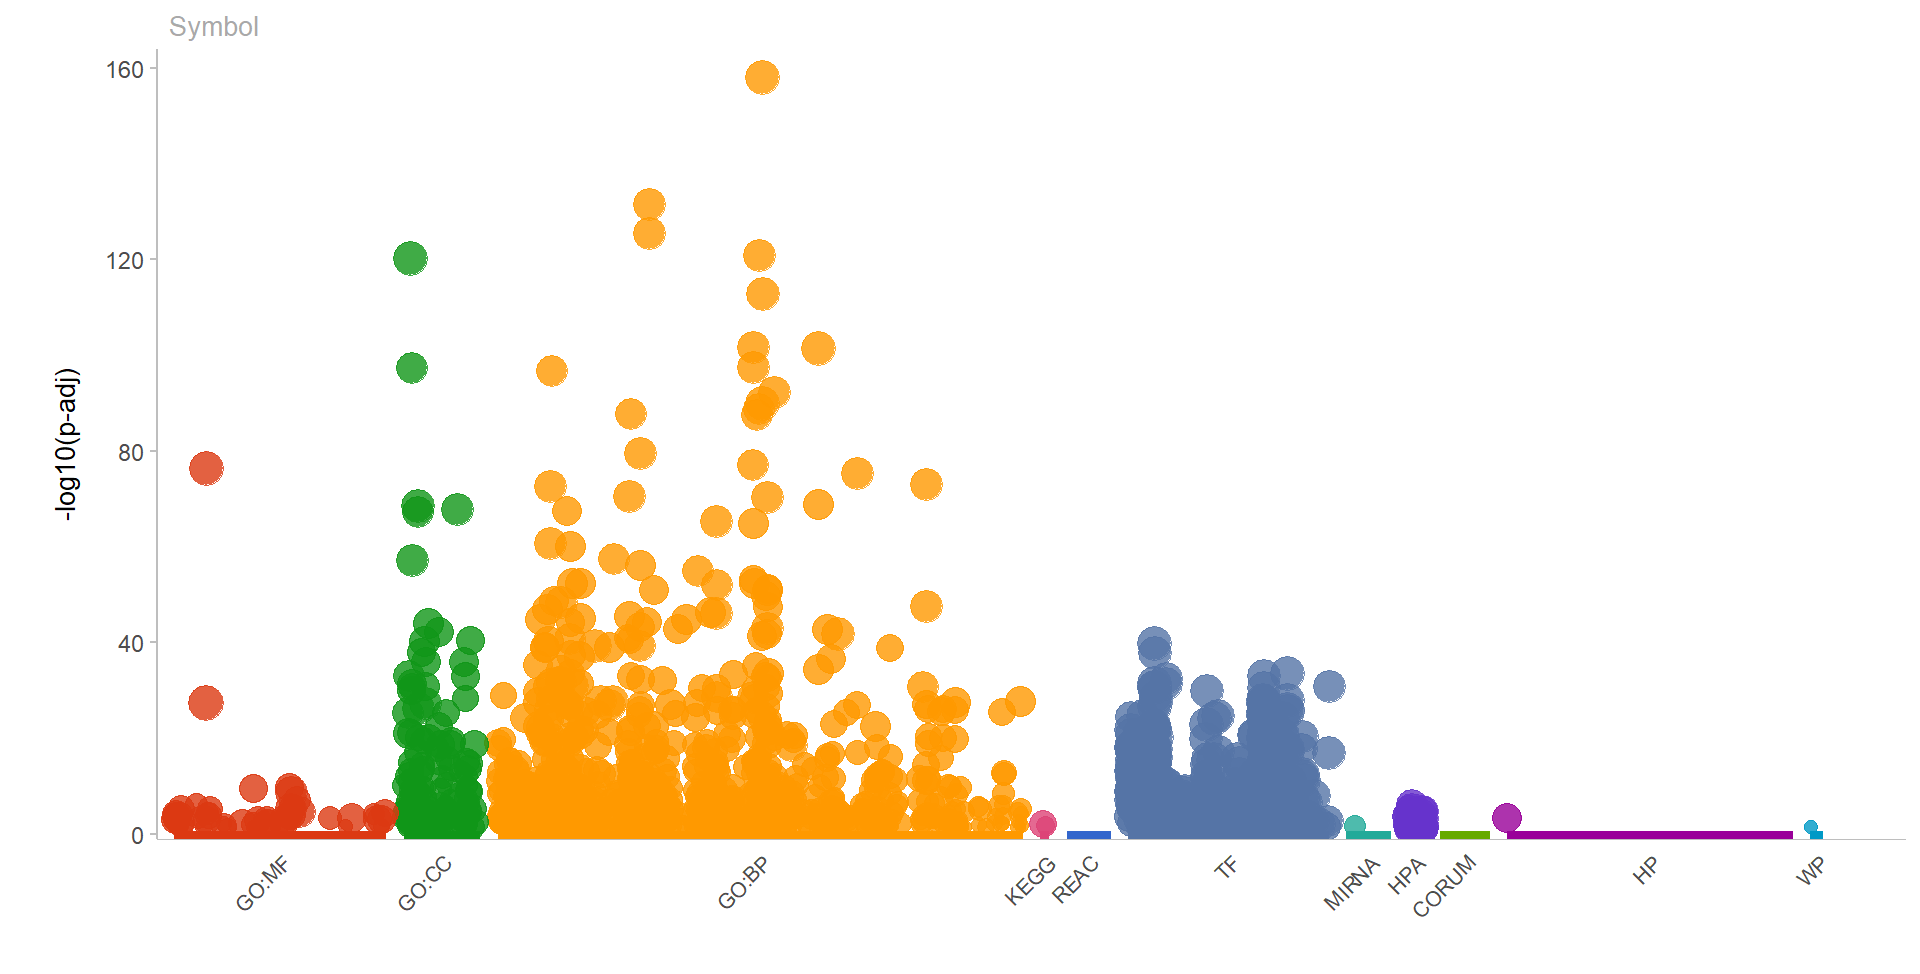 Symbol
160
120
80
40
0
-log10(p-adj)
GO:MF
GO:CC
GO:BP
KEGG
REAC
TF
MIRNA
HPA
CORUM
HP
WP